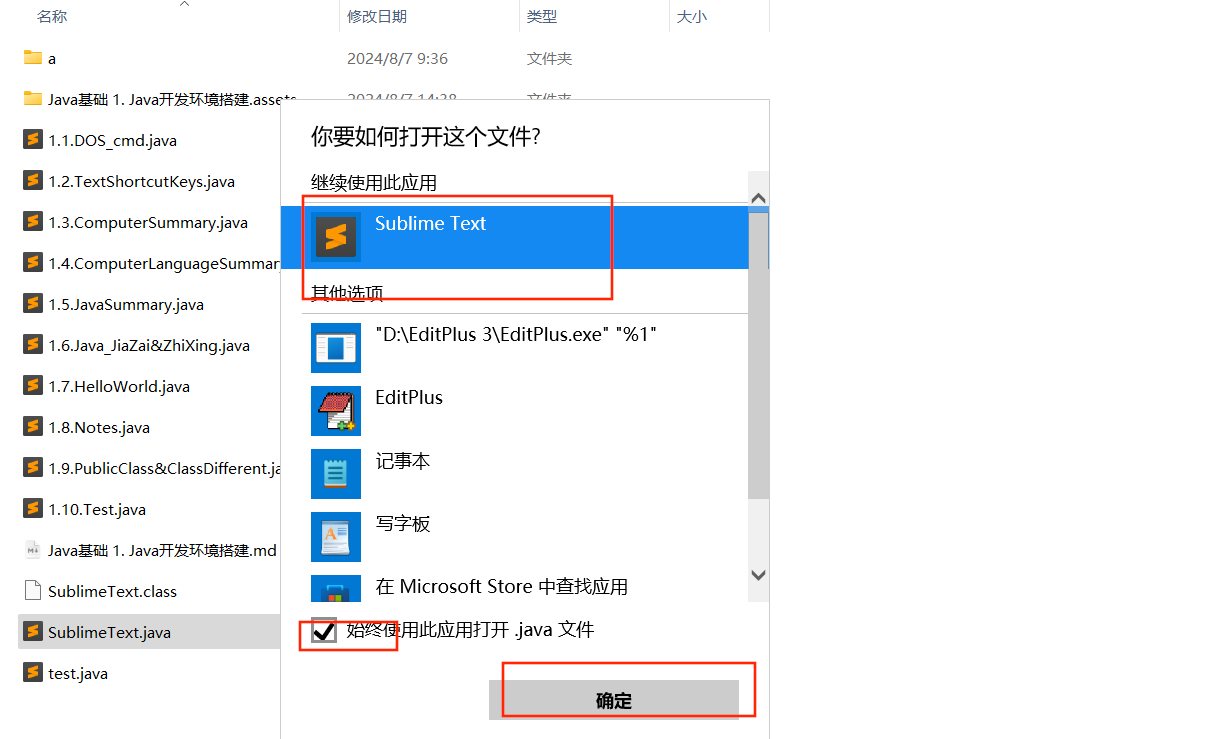 名称 修改日期 类型 大小
a 2024/8/7 9:36 文件夹
Java基础 1. Java开发环境搭建.assets 2024/8/7 14:38 文件夹
1.1.DOS_cmd.java
1.2.TextShortcutKeys.java
1.3.ComputerSummary.java
1.4.ComputerLanguageSummar
1.5.JavaSummary.java
1.6.Java_JiaZai&ZhiXing.java
1.7.HelloWorld.java
1.8.Notes.java
1.9.PublicClass&ClassDifferent.ja
1.10.Test.java
Java基础 1. Java开发环境搭建.md
SublimeText.class
SublimeText.java
test.java
你要如何打开这个文件?
继续使用此应用
Sublime Text
其他选项
"D:\EditPlus 3\EditPlus.exe" "%1"
EditPlus
记事本
写字板
在 Microsoft Store 中查找应用
始终使用此应用打开 .java 文件
确定